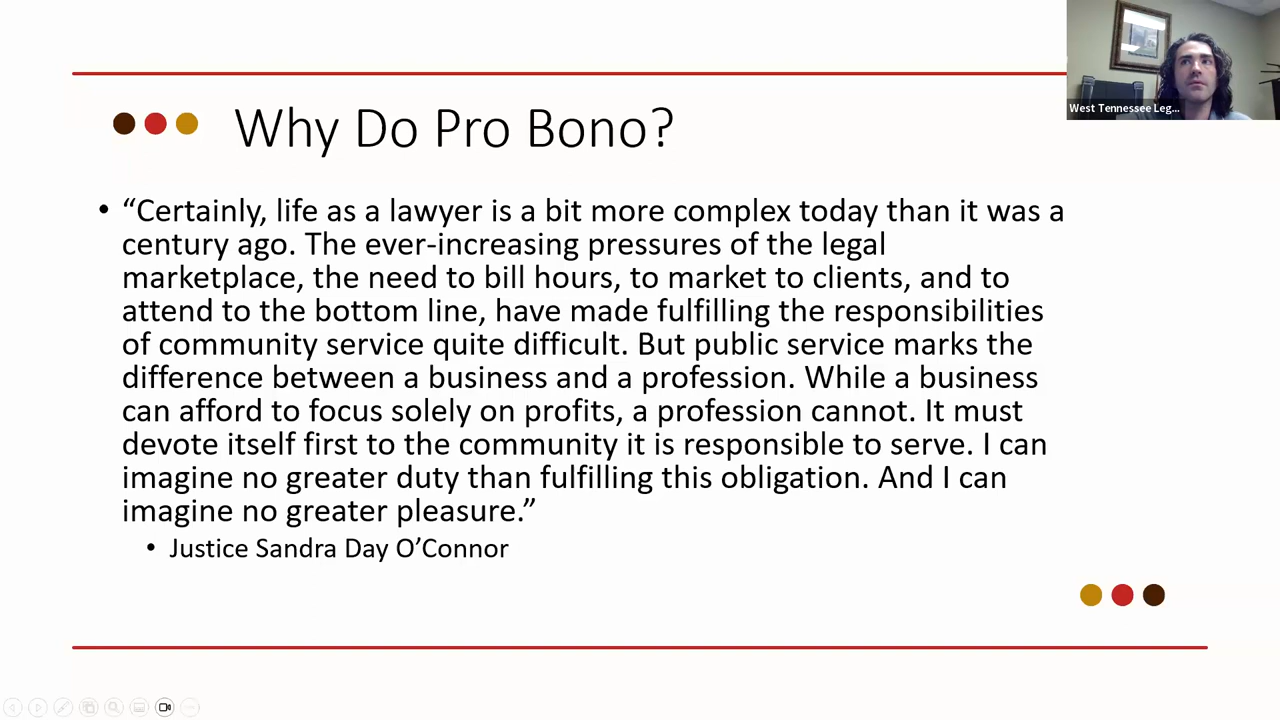 West Tennessee Leg...
Why Do Pro Bono?
• “Certainly, life as a lawyer is a bit more complex today than it was a
century ago. The ever-increasing pressures of the legal
marketplace, the need to bill hours, to market to clients, and to
attend to the bottom line, have made fulfilling the responsibilities
of community service quite difficult. But public service marks the
difference between a business and a profession. While a business
can afford to focus solely on profits, a profession cannot. It must
devote itself first to the community it is responsible to serve. I can
imagine no greater duty than fulfilling this obligation. And I can
imagine no greater pleasure.”
• Justice Sandra Day O’Connor